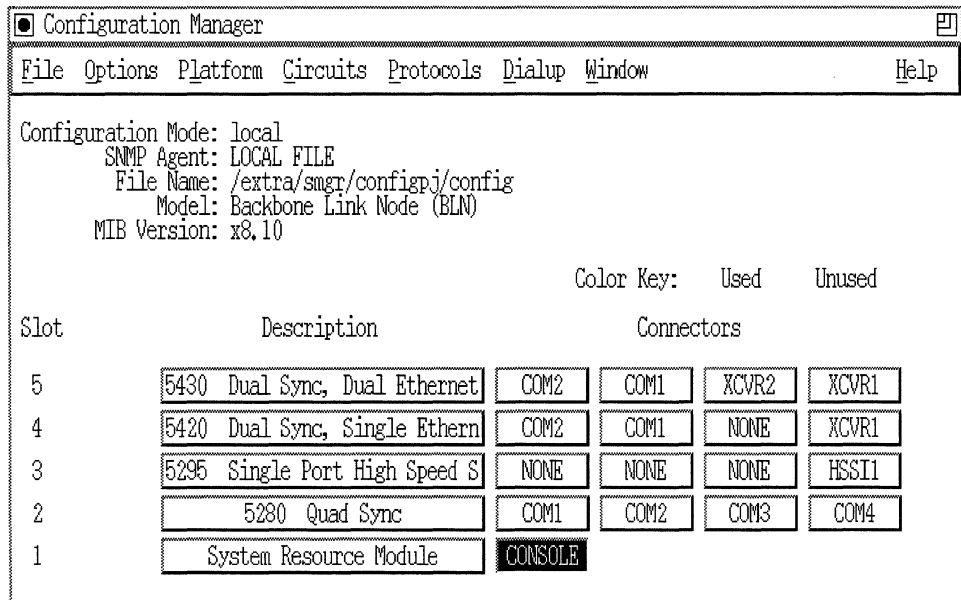 Configuration Manager
File Options Platform Circuits Protocols Dialup Window Help
Configuration Mode: local
SNMP Agent: LOCAL FILE
File Name: /extra/smgr/configpj/config
Model: Backbone Link Node (BLN)
MIB Version: x8.10
Color Key: Used Unused
Slot Description Connectors
5 5430 Dual Sync, Dual Ethernet COM2 COM1 XCVR2 XCVR1
4 5420 Dual Sync, Single Ethern COM2 COM1 NONE XCVR1
3 5295 Single Port High Speed S NONE NONE NONE HSSI1
2 5280 Quad Sync COM1 COM2 COM3 COM4
1 System Resource Module CONSOLE